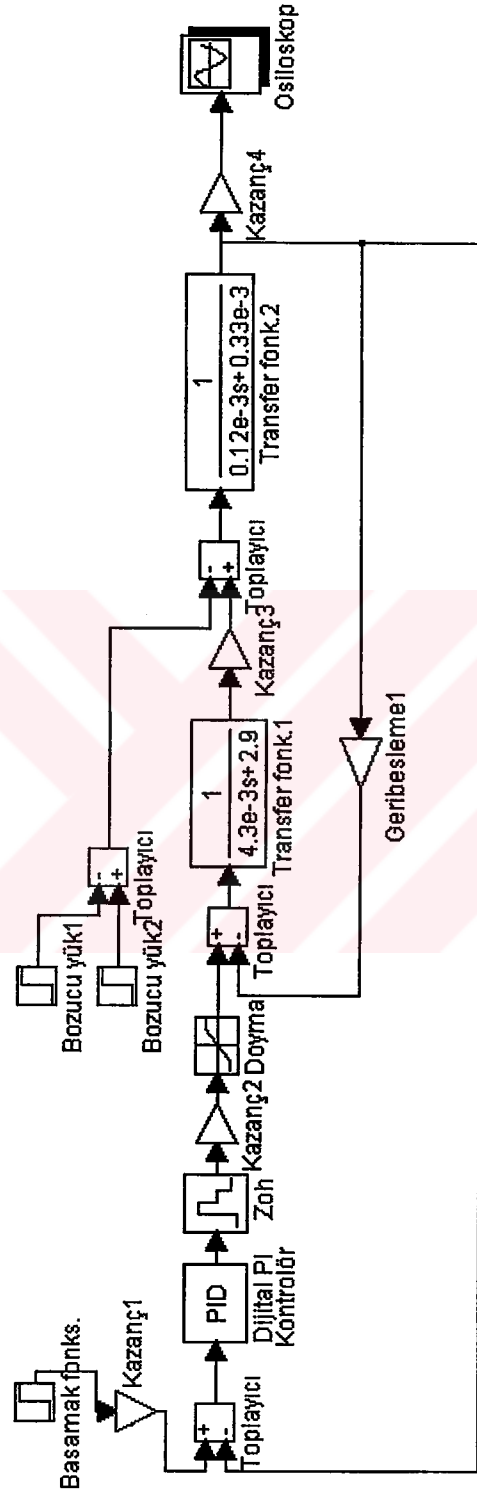 Basamak fonks.
Kazanç1
+
-
Toplayıcı
PID
Dijital PI
Kontrolör
Zoh
Kazanç2
Doyma
+
-
Toplayıcı
Bozucu yük1
Bozucu yük2
-
+
Toplayıcı
1
4.3e-3s+2.9
Transfer fonk.1
Kazanç3
-
+
Toplayıcı
1
0.12e-3s+0.33e-3
Transfer fonk.2
Kazanç4
Osiloskop
Geribesleme1